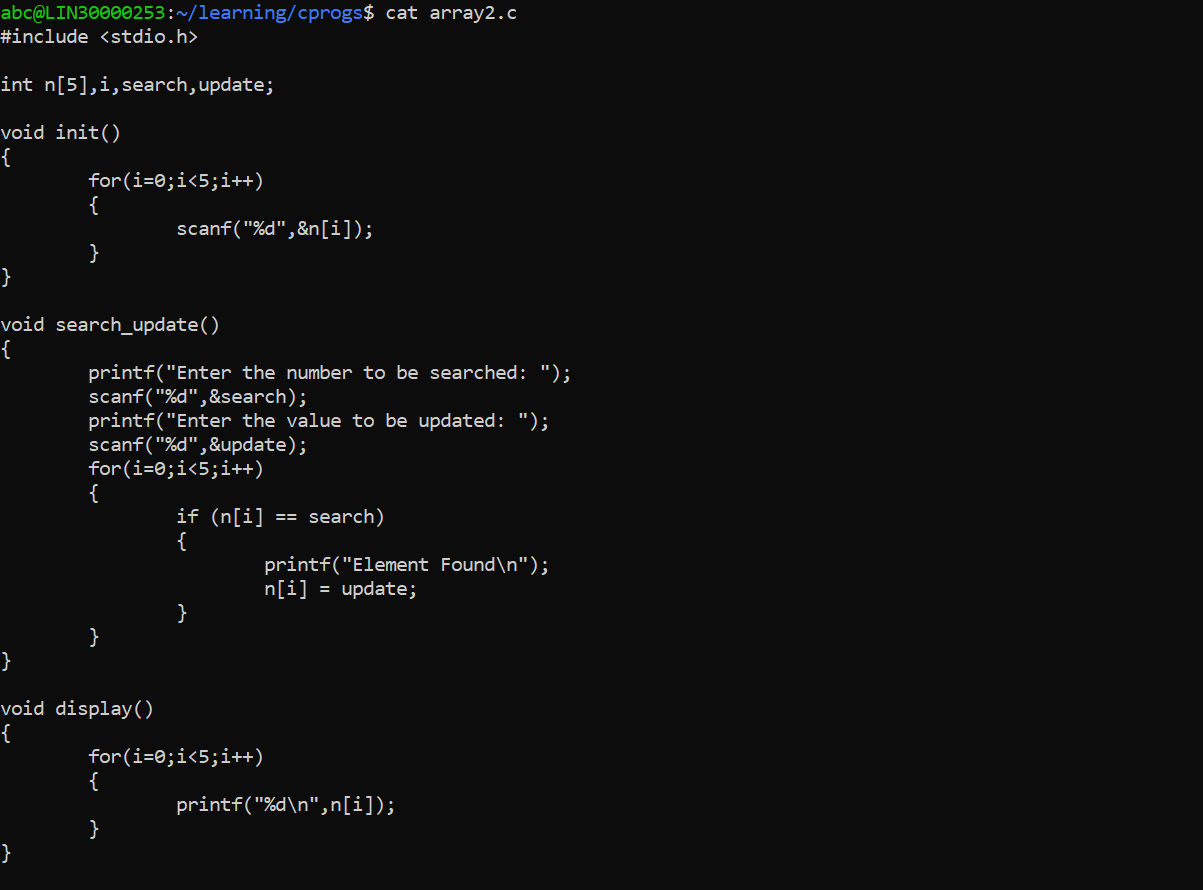 abc@LIN30000253:~/learning/cprogs$ cat array2.c
#include <stdio.h>

int n[5],i,search,update;

void init()
{
        for(i=0;i<5;i++)
        {
                scanf("%d",&n[i]);
        }
}

void search_update()
{
        printf("Enter the number to be searched: ");
        scanf("%d",&search);
        printf("Enter the value to be updated: ");
        scanf("%d",&update);
        for(i=0;i<5;i++)
        {
                if (n[i] == search)
                {
                        printf("Element Found\n");
                        n[i] = update;
                }
        }
}

void display()
{
        for(i=0;i<5;i++)
        {
                printf("%d\n",n[i]);
        }
}